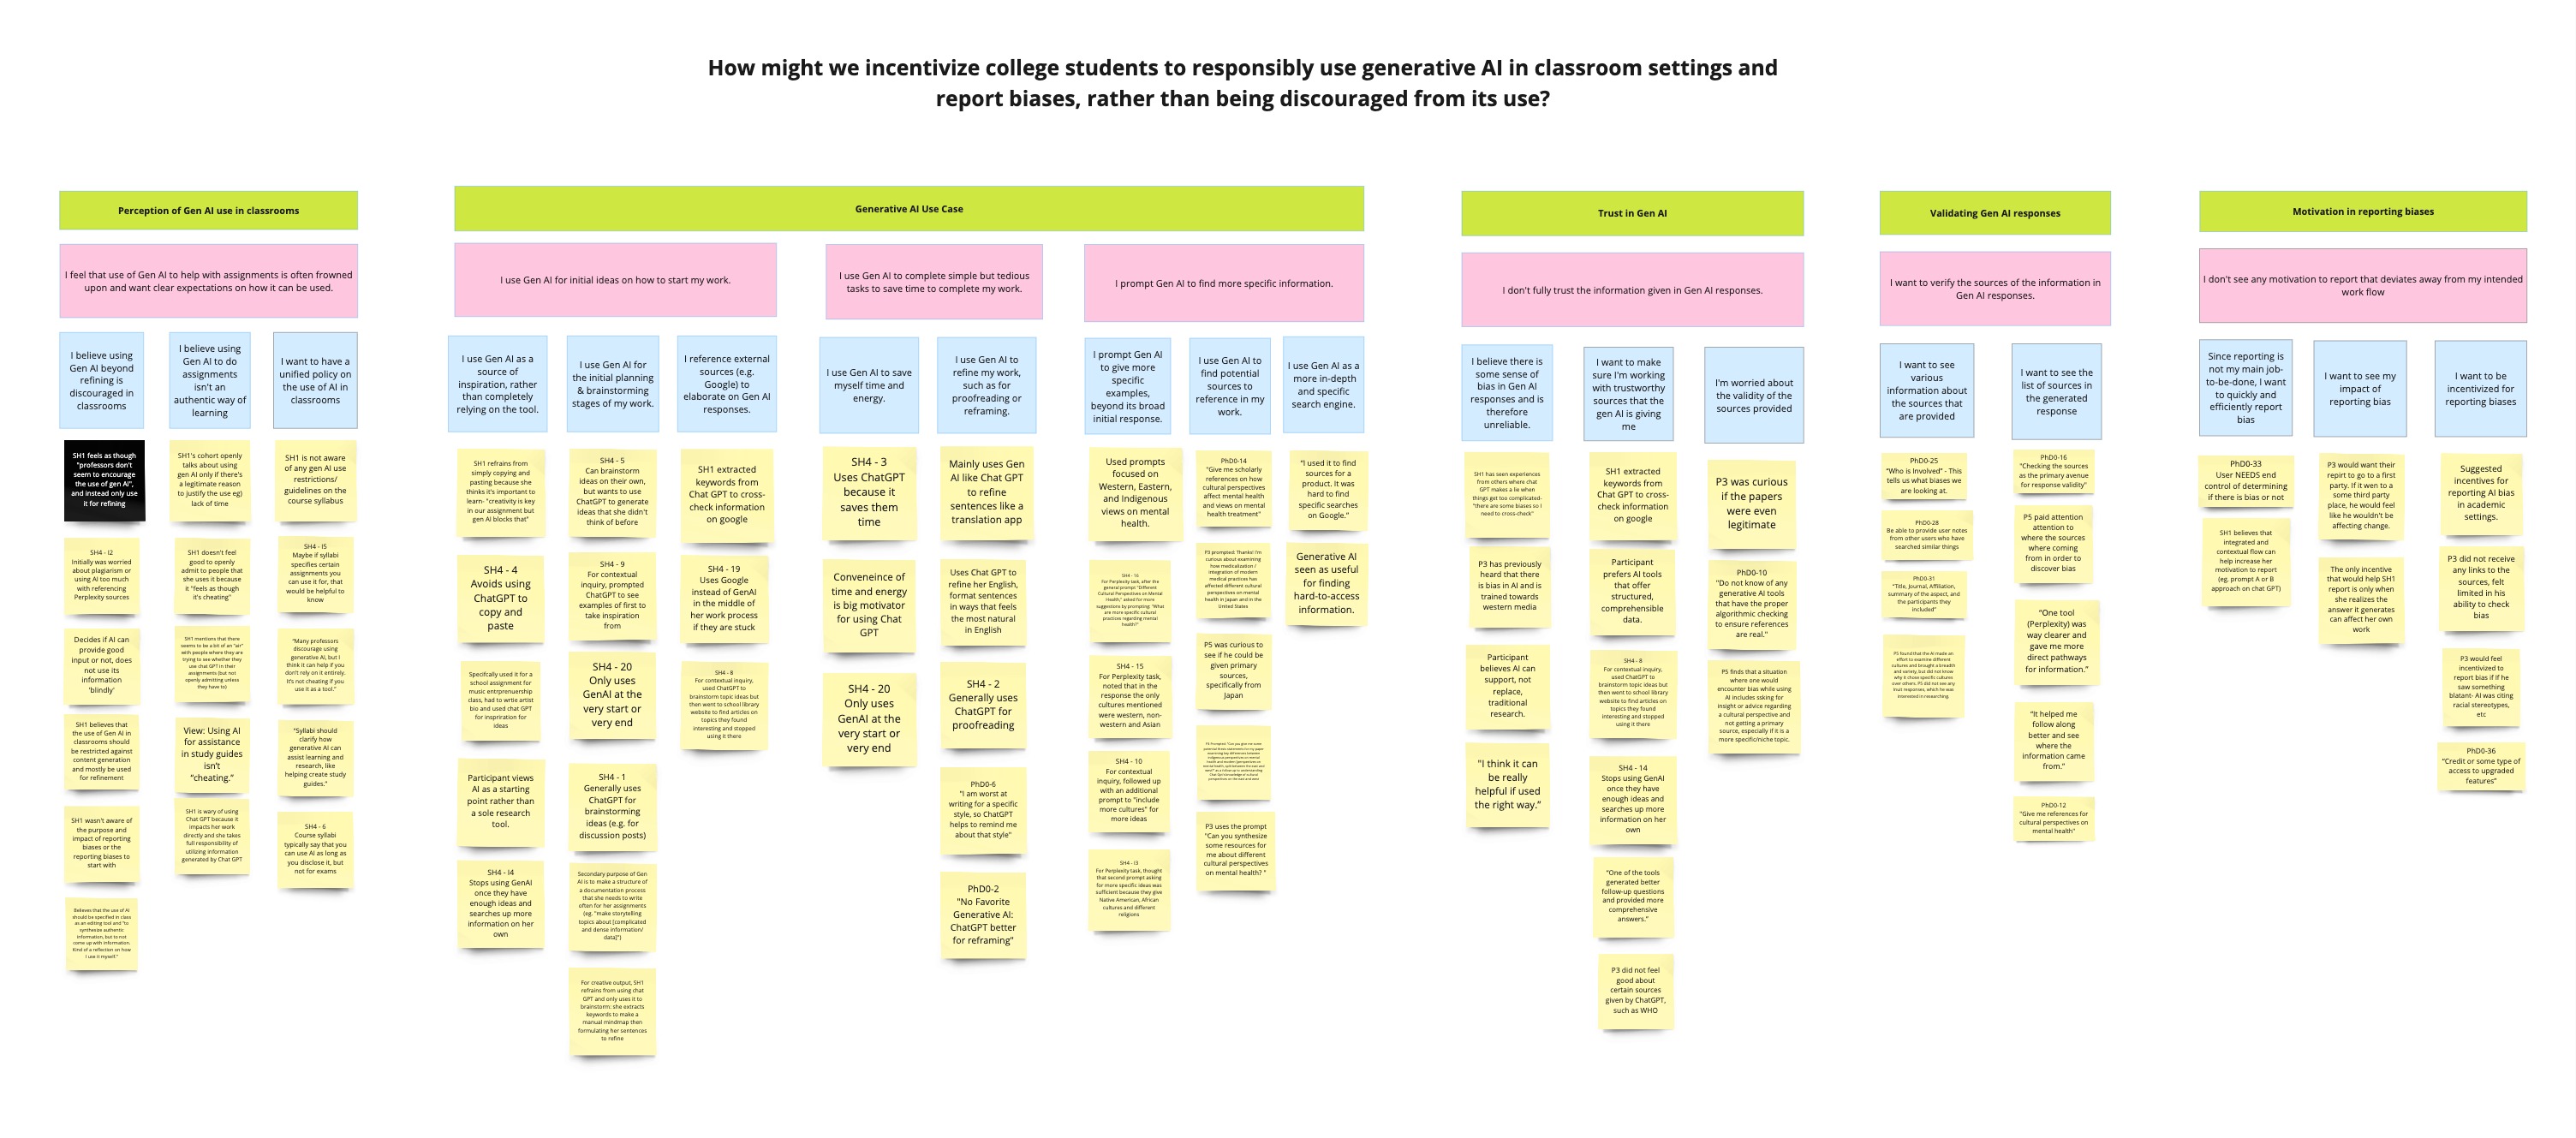 How might we incentivize college students to responsibly use generative AI in classroom settings and
report biases, rather than being discouraged from its use?
Perception of Gen AI use in classrooms
I feel that use of Gen AI to help with assignments is often frowned
upon and want clear expectations on how it can be used.
I believe using
Gen AI beyond
refining is
discouraged in
classrooms
SH1 feels as though
"professors don't
seem to encourage
the use of gen AI",
and instead only use
it for refining
SH4 - I2
Initially was worried
about plagiarism or
using AI too much
with referencing
Perplexity sources
Decides if AI can
provide good
input or not, does
not use its
information
'blindly'
SH1 believes that
the use of Gen AI in
classrooms should
be restricted against
content generation
and mostly be used
for refinement
SH1 wasn't aware of
the purpose and
impact of reporting
biases or the
reporting biases to
start with
Believes that the use of AI
should be specified in class
as an editing tool and "to
synthesize authentic
information, but to not
come up with information.
Kind of a reflection on how
I use it myself."
I believe using
Gen AI to do
assignments
isn't an
authentic way of
learning
SH1's cohort openly
talks about using
gen AI only if there's
a legitimate reason
to justify the use eg)
lack of time
SH1 doesn't feel
good to openly
admit to people that
she uses it because
it "feels as though
it's cheating"
SH1 mentions that there
seems to be a bit of an "air"
with people where they are
trying to see whether they
use chat GPT in their
assignments (but not
openly admitting unless
they have to)
View: Using AI
for assistance
in study guides
isn't
"cheating."
SH1 is wary of using
Chat GPT because it
impacts her work
directly and she takes
full responsibility of
utilizing information
generated by Chat GPT
I want to have a
unified policy on
the use of AI in
classrooms
SH1 is not aware
of any gen AI use
restrictions/
guidelines on the
course syllabus
SH4 - I5
Maybe if syllabi
specifies certain
assignments you
can use it for, that
would be helpful to
know
"Many professors
discourage using
generative AI, but I
think it can help if you
don't rely on it entirely.
It's not cheating if you
use it as a tool."
"Syllabi should
clarify how
generative AI can
assist learning and
research, like
helping create study
guides."
SH4 - 6
Course syllabi
typically say that you
can use AI as long as
you disclose it, but
not for exams
Generative AI Use Case
I use Gen AI for initial ideas on how to start my work.
I use Gen AI as a
source of
inspiration, rather
than completely
relying on the tool.
SH1 refrains from
simply copying and
pasting because she
thinks it's important to
learn- "creativity is key
in our assignment but
gen AI blocks that"
SH4 - 4
Avoids using
ChatGPT to
copy and
paste
Specifcally used it for a
school assignment for
music entrprenuership
class, had to wrtie artist
bio and used chat GPT
for insprirration for
ideas
Participant views
AI as a starting
point rather than
a sole research
tool.
SH4 - I4
Stops using GenAI
once they have
enough ideas and
searches up more
information on her
own
I use Gen AI for
the initial planning
& brainstorming
stages of my work.
SH4 - 5
Can brainstorm
ideas on their own,
but wants to use
ChatGPT to generate
ideas that she didn't
think of before
SH4 - 9
For contextual
inquiry, prompted
ChatGPT to see
examples of first to
take inspiration
from
SH4 - 20
Only uses
GenAI at the
very start or
very end
SH4 - 1
Generally uses
ChatGPT for
brainstorming
ideas (e.g. for
discussion posts)
Secondary purpose of Gen
AI is to make a structure of
a documentation process
that she needs to write
often for her assignments
(eg. "make storytelling
topics about [complicated
and dense information/
data]")
For creative output, SH1
refrains from using chat
GPT and only uses it to
brainstorm: she extracts
keywords to make a
manual mindmap then
formulating her sentences
to refine
I reference external
sources (e.g.
Google) to
elaborate on Gen AI
responses.
SH1 extracted
keywords from
Chat GPT to cross-
check information
on google
SH4 - 19
Uses Google
instead of GenAI
in the middle of
her work process
if they are stuck
SH4 - 8
For contextual inquiry,
used ChatGPT to
brainstorm topic ideas but
then went to school library
website to find articles on
topics they found
interesting and stopped
using it there
I use Gen AI to complete simple but tedious
tasks to save time to complete my work.
I use Gen AI to save
myself time and
energy.
SH4 - 3
Uses ChatGPT
because it
saves them
time
Conveneince of
time and energy
is big motivator
for using Chat
GPT
SH4 - 20
Only uses
GenAI at the
very start or
very end
I use Gen AI to
refine my work,
such as for
proofreading or
reframing.
Mainly uses Gen
AI like Chat GPT
to refine
sentences like a
translation app
Uses Chat GPT to
refine her English,
format sentences
in ways that feels
the most natural
in English
SH4 - 2
Generally uses
ChatGPT for
proofreading
PhD0-6
"I am worst at
writing for a specific
style, so ChatGPT
helps to remind me
about that style"
PhD0-2
"No Favorite
Generative AI:
ChatGPT better
for reframing"
I prompt Gen AI to find more specific information.
I prompt Gen AI
to give more
specific
examples,
beyond its broad
initial response.
Used prompts
focused on
Western, Eastern,
and Indigenous
views on mental
health.
SH4 - 16
For Perplexity task, after the
general prompt "Different
Cultural Perspectives on Mental
Health," asked for more
suggestions by prompting "What
are more specific cultural
practices regarding mental
health?"
SH4 - 15
For Perplexity task,
noted that in the
response the only
cultures mentioned
were western, non-
western and Asian
SH4 - 10
For contextual
inquiry, followed up
with an additional
prompt to "include
more cultures" for
more ideas
SH4 - I3
For Perplexity task, thought
that second prompt asking
for more specific ideas was
sufficient because they give
Native American, African
cultures and different
religions
I use Gen AI to
find potential
sources to
reference in my
work.
PhD0-14
"Give me scholarly
references on how
cultural perspectives
affect mental health
and views on mental
health treatment"
P3 prompted: Thanks! I'm
curious about examining
how medicalization /
integration of modern
medical practices has
affected different cultural
perspectives on mental
health in Japan and in the
United States
P5 was curious to
see if he could be
given primary
sources,
specifically from
Japan
P3 uses the prompt
"Can you synthesize
some resources for
me about different
cultural perspectives
on mental health? "
I use Gen AI as a
more in-depth
and specific
search engine.
"I used it to find
sources for a
product. It was
hard to find
specific searches
on Google."
Generative AI
seen as useful
for finding
hard-to-access
information.
Trust in Gen AI
I don't fully trust the information given in Gen AI responses.
I believe there is
some sense of
bias in Gen AI
responses and is
therefore
unreliable.
SH1 has seen experiences
from others where chat
GPT makes a lie when
things get too complicated-
"there are some biases so I
need to cross-check"
P3 has previously
heard that there
is bias in AI and is
trained towards
western media
Participant
believes AI can
support, not
replace,
traditional
research.
"I think it can
be really
helpful if used
the right way."
I want to make
sure I'm working
with trustworthy
sources that the
gen AI is giving
me
SH1 extracted
keywords from
Chat GPT to cross-
check information
on google
Participant
prefers AI tools
that offer
structured,
comprehensible
data.
SH4 - 8
For contextual inquiry,
used ChatGPT to
brainstorm topic ideas but
then went to school library
website to find articles on
topics they found
interesting and stopped
using it there
SH4 - 14
Stops using GenAI
once they have
enough ideas and
searches up more
information on her
own
"One of the tools
generated better
follow-up questions
and provided more
comprehensive
answers."
P3 did not feel
good about
certain sources
given by ChatGPT,
such as WHO
I'm worried about
the validity of the
sources provided
P3 was curious
if the papers
were even
legitimate
PhD0-10
"Do not know of any
generative AI tools
that have the proper
algorithmic checking
to ensure references
are real."
P5 finds that a situation
where one would
encounter bias while using
AI includes ssking for
insight or advice regarding
a cultural perspective and
not getting a primary
source, especially if it is a
more specific/niche topic.
Validating Gen AI responses
I want to verify the sources of the information in
Gen AI responses.
I want to see
various
information about
the sources that
are provided
PhD0-25
"Who is Involved" - This
tells us what biases we
are looking at.
PhD0-28
Be able to provide user notes
from other users who have
searched similar things
PhD0-31
"Title, Journal, Affiliation,
summary of the aspect, and
the participants they
included"
P5 found that the AI made an
effort to examine different
cultures and brought a breadth
and variety, but did not know
why it chose specific cultures
over others. P5 did not see any
Inuit responses, which he was
interested in researching.
I want to see the
list of sources in
the generated
response
PhD0-16
"Checking the sources
as the primary avenue
for response validity"
P5 paid attention
attention to
where the sources
where coming
from in order to
discover bias
"One tool
(Perplexity) was
way clearer and
gave me more
direct pathways
for information."
"It helped me
follow along
better and see
where the
information came
from."
PhD0-12
"Give me references for
cultural perspectives on
mental health"
Motivation in reporting biases
I don't see any motivation to report that deviates away from my intended
work flow
Since reporting is
not my main job-
to-be-done, I want
to quickly and
efficiently report
bias
PhD0-33
User NEEDS end
control of determining
if there is bias or not
SH1 believes that
integrated and
contextual flow can
help increase her
motivation to report
(eg. prompt A or B
approach on chat GPT)
I want to see my
impact of
reporting bias
P3 would want their
repirt to go to a first
party. If it wen to a
some third party
place, he would feel
like he wouldn't be
affecting change.
The only incentive
that would help SH1
report is only when
she realizes the
answer it generates
can affect her own
work
I want to be
incentivized for
reporting biases
Suggested
incentives for
reporting AI bias
in academic
settings.
P3 did not receive
any links to the
sources, felt
limited in his
ability to check
bias
P3 would feel
incentivized to
report bias if if he
saw something
blatant- AI was citing
racial stereotypes,
etc
PhD0-36
"Credit or some type of
access to upgraded
features"